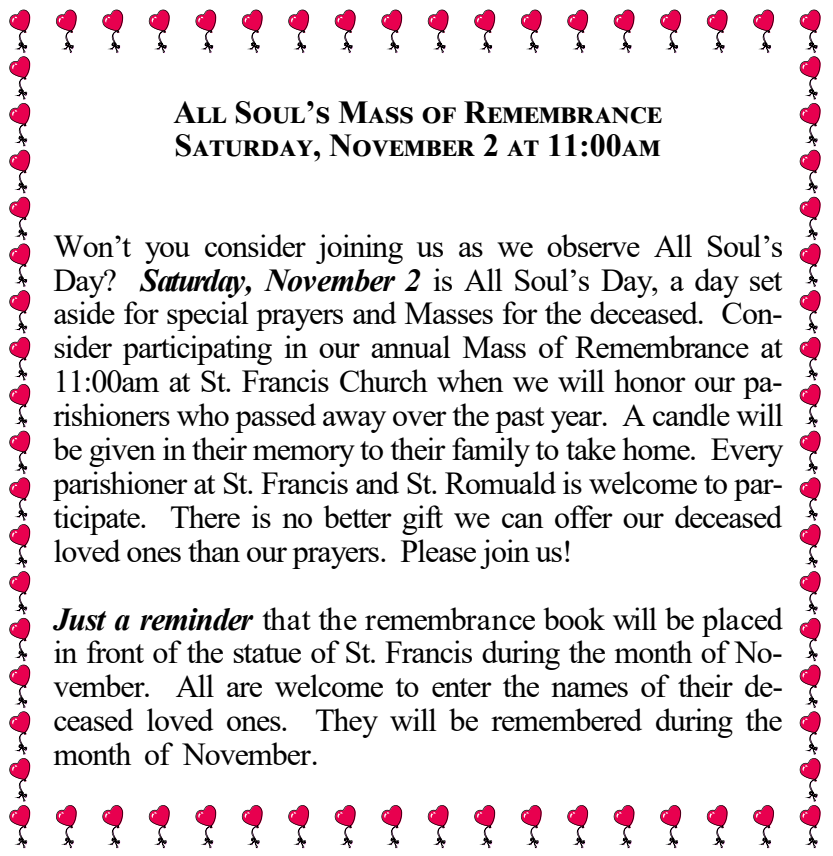 ALL SOUL'S MASS OF REMEMBRANCE
SATURDAY, NOVEMBER 2 AT 11:00AM
Won't you consider joining us as we observe All Soul's
Day? Saturday, November 2 is All Soul's Day, a day set
aside for special prayers and Masses for the deceased. Con-
sider participating in our annual Mass of Remembrance at
11:00am at St. Francis Church when we will honor our pa-
rishioners who passed away over the past year. A candle will
be given in their memory to their family to take home. Every
parishioner at St. Francis and St. Romuald is welcome to par-
ticipate. There is no better gift we can offer our deceased
loved ones than our prayers. Please join us!
Just a reminder that the remembrance book will be placed
in front of the statue of St. Francis during the month of No-
vember. All are welcome to enter the names of their de-
ceased loved ones. They will be remembered during the
month of November.